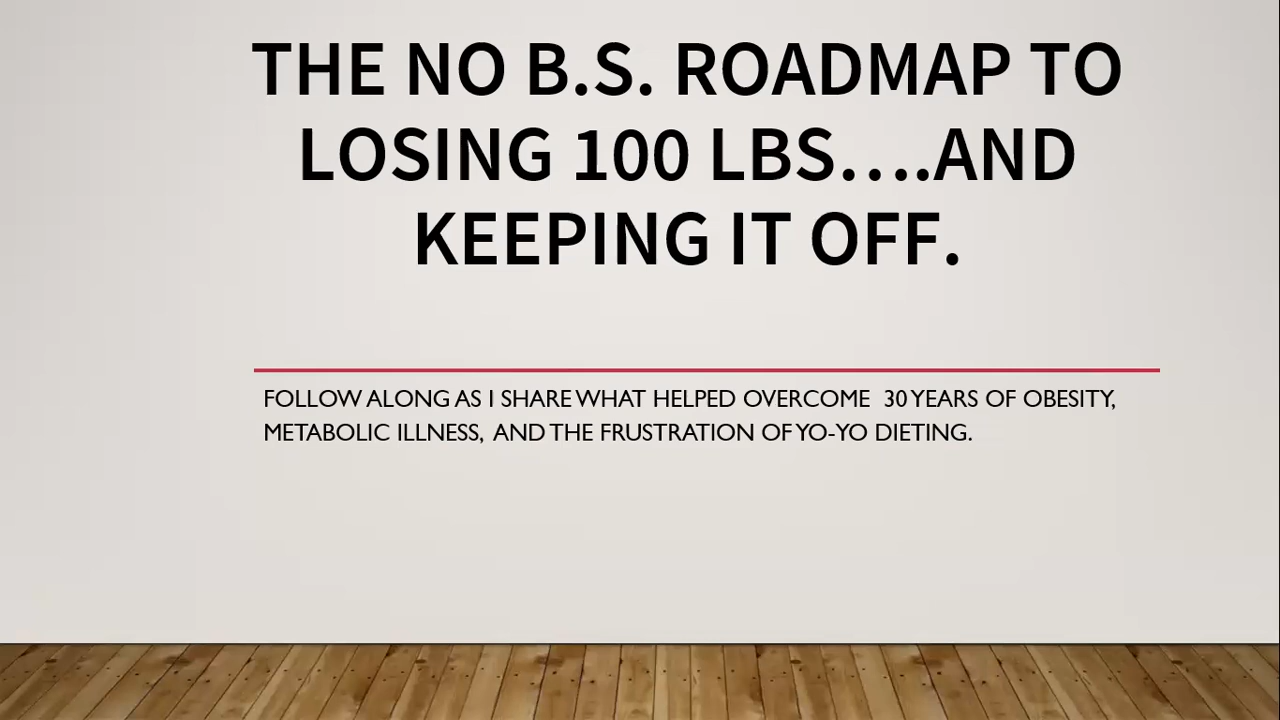 THE NO B.S. ROADMAP TO
LOSING 100 LBS….AND
KEEPING IT OFF.
FOLLOW ALONG AS I SHARE WHAT HELPED OVERCOME  30 YEARS OF OBESITY,
METABOLIC ILLNESS,  AND THE FRUSTRATION OF YO-YO DIETING.